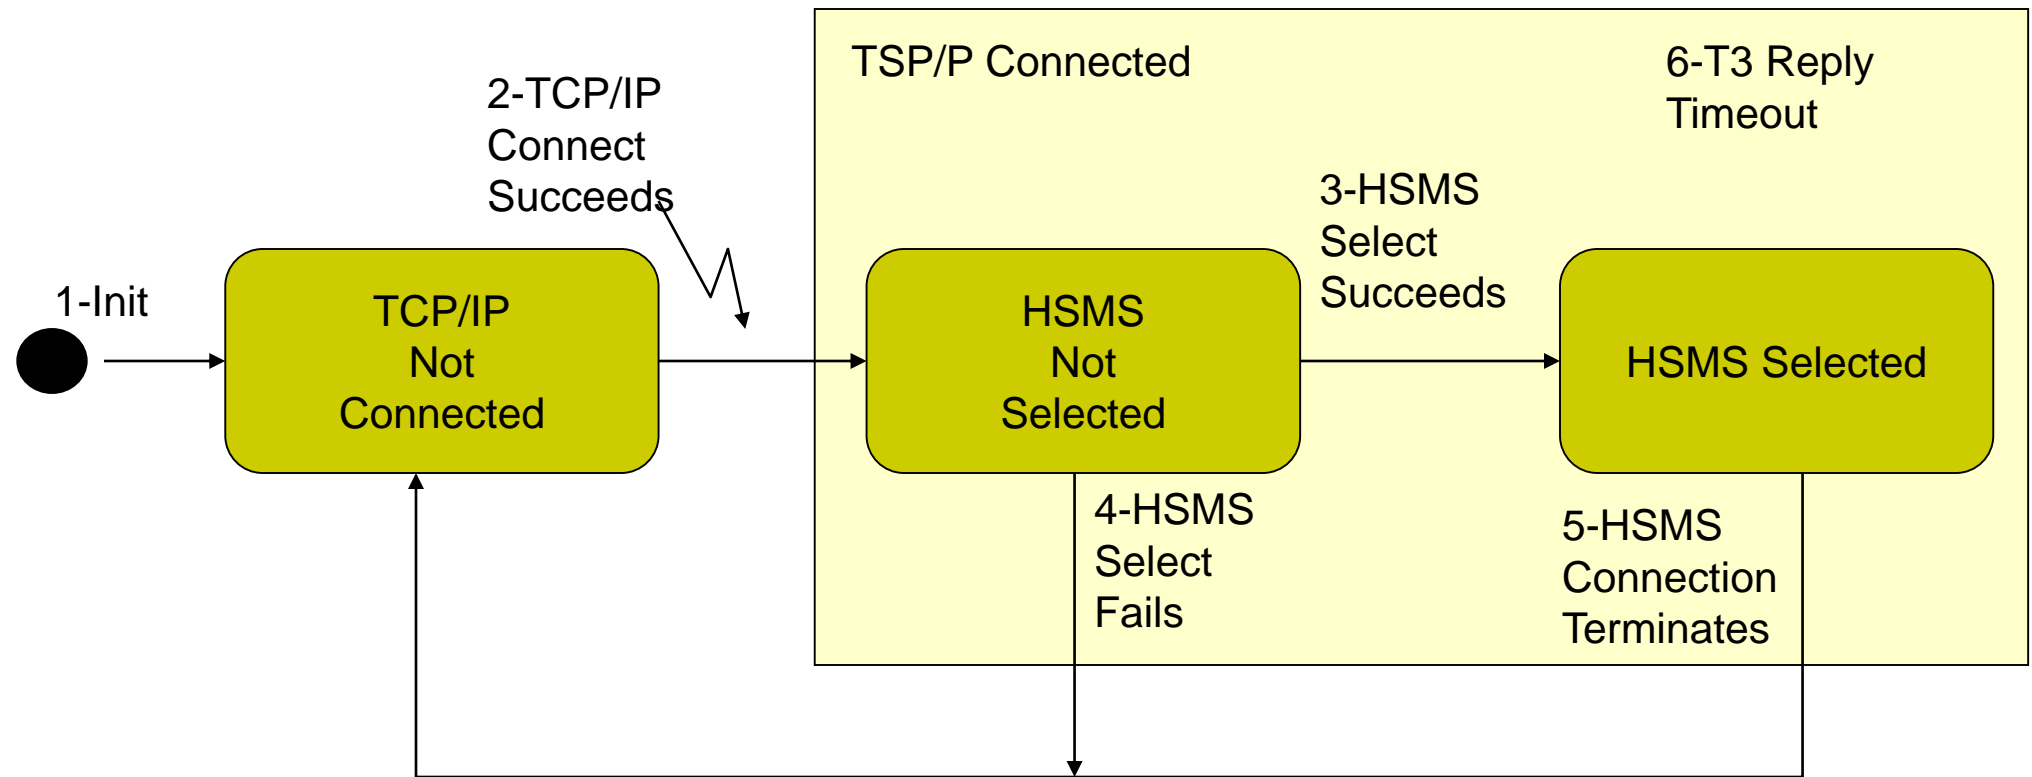 TSP/P Connected
6-T3 Reply
Timeout
2-TCP/IP
Connect
Succeeds
3-HSMS
Select
Succeeds
1-Init
TCP/IP
Not
Connected
HSMS
Not
Selected
HSMS Selected
4-HSMS
Select
Fails
5-HSMS
Connection
Terminates